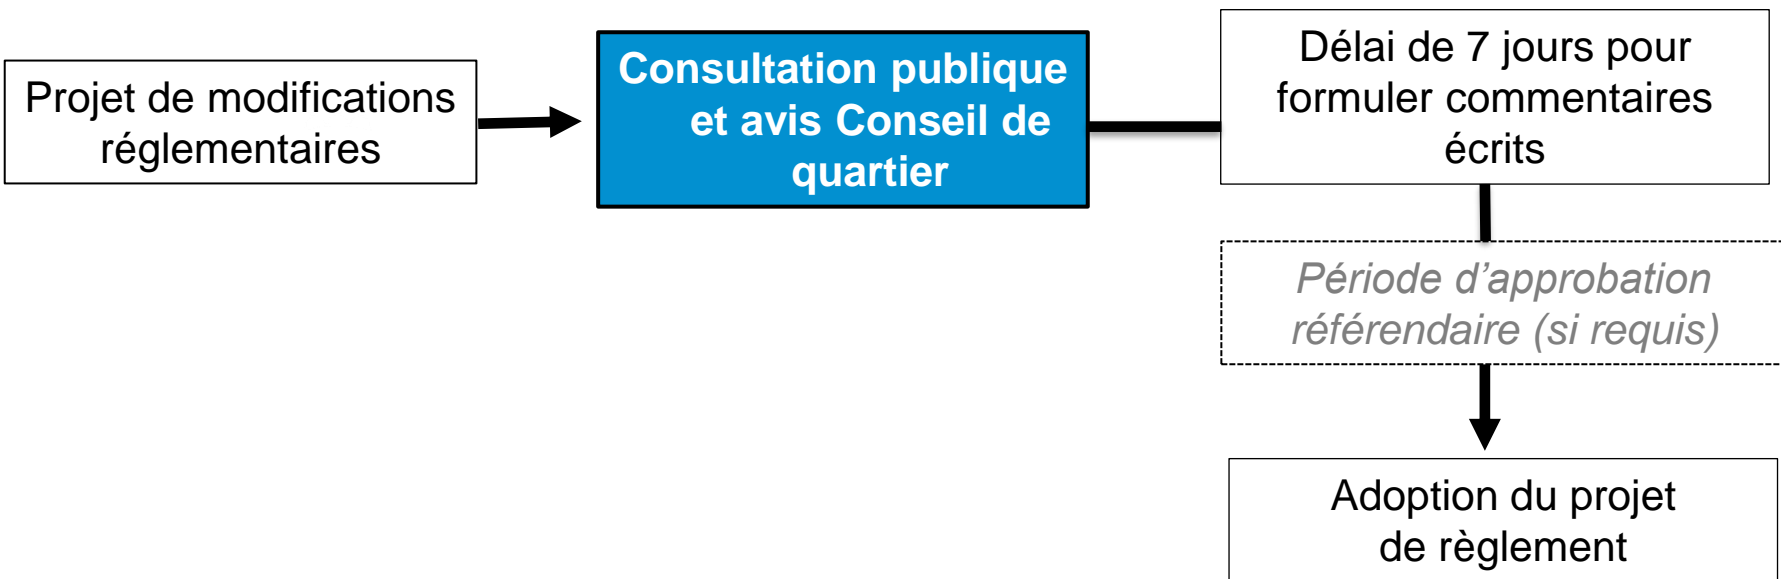 Projet de modifications
réglementaires
Consultation publique
et avis Conseil de
quartier
Délai de 7 jours pour
formuler commentaires
écrits
Période d’approbation
référendaire (si requis)
Adoption du projet
de règlement